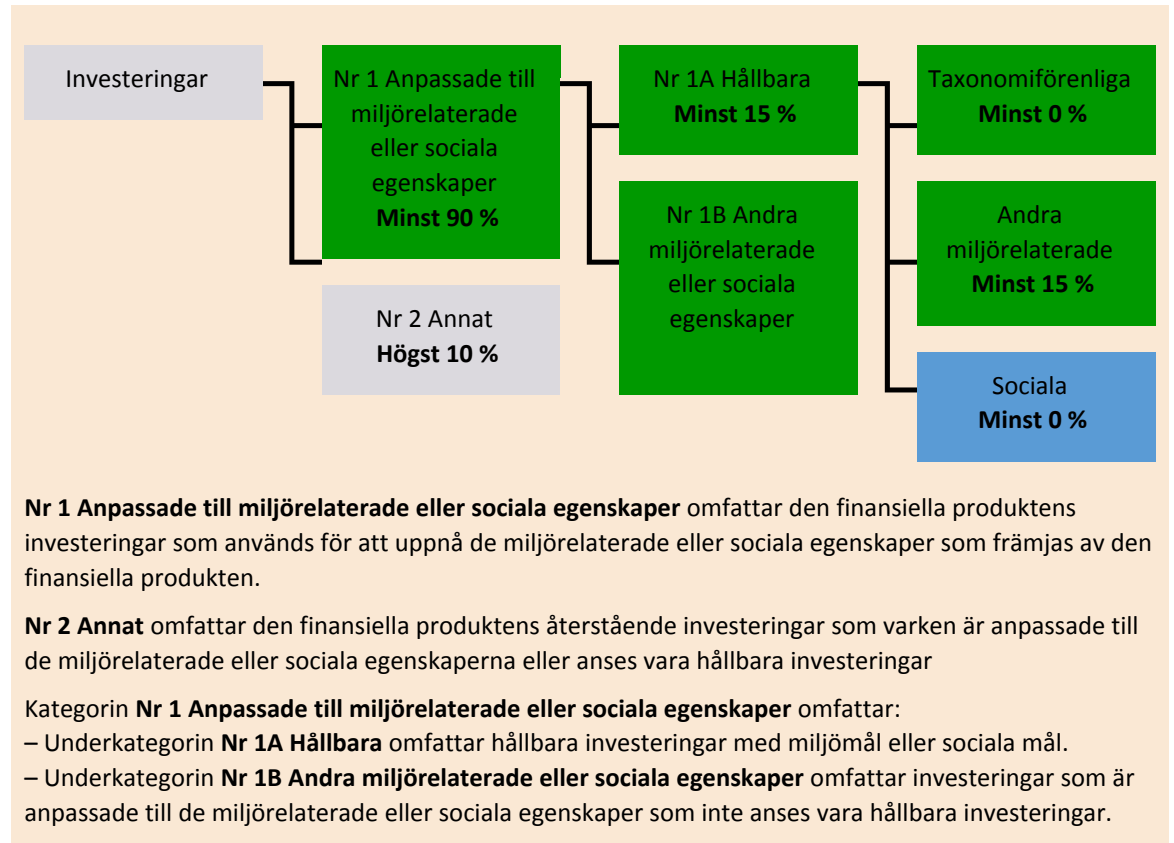 Investeringar
Nr 1 Anpassade till
miljörelaterade
eller sociala
egenskaper
Minst 90 %
Nr 2 Annat
Högst 10 %
Nr 1A Hållbara
Minst 15 %
Nr 1B Andra
miljörelaterade
eller sociala
egenskaper
Taxonomiförenliga
Minst 0 %
Andra
miljörelaterade
Minst 15 %
Sociala
Minst 0 %
Nr 1 Anpassade till miljörelaterade eller sociala egenskaper omfattar den finansiella produktens
investeringar som används för att uppnå de miljörelaterade eller sociala egenskaper som främjas av den
finansiella produkten.
Nr 2 Annat omfattar den finansiella produktens återstående investeringar som varken är anpassade till
de miljörelaterade eller sociala egenskaperna eller anses vara hållbara investeringar
Kategorin Nr 1 Anpassade till miljörelaterade eller sociala egenskaper omfattar:
– Underkategorin Nr 1A Hållbara omfattar hållbara investeringar med miljömål eller sociala mål.
– Underkategorin Nr 1B Andra miljörelaterade eller sociala egenskaper omfattar investeringar som är
anpassade till de miljörelaterade eller sociala egenskaper som inte anses vara hållbara investeringar.